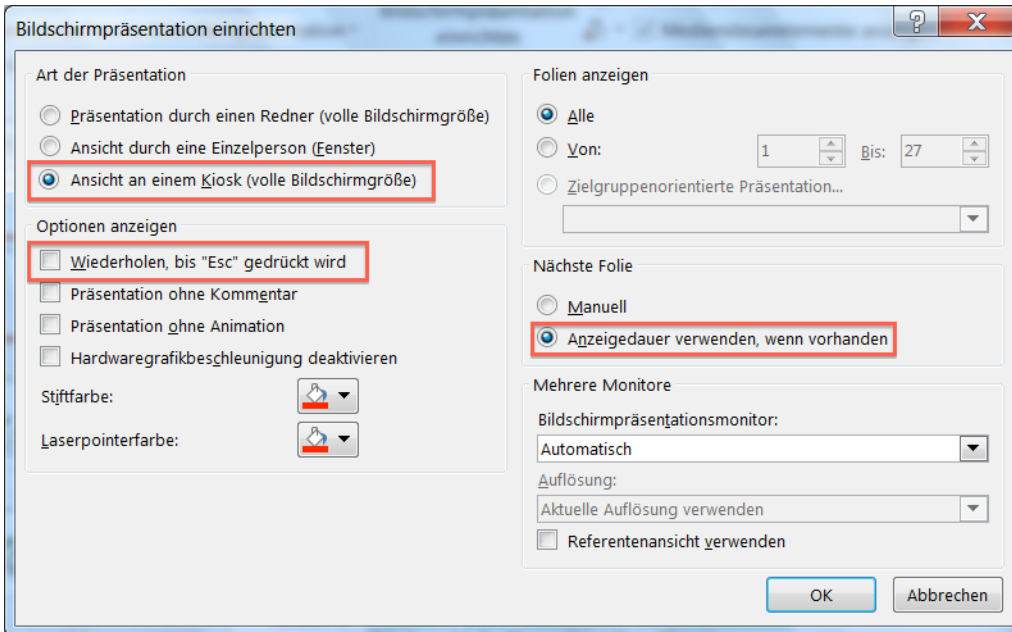 Bildschirmpräsentation einrichten
Art der Präsentation
Präsentation durch einen Redner (volle Bildschirmgröße)
Ansicht durch eine Einzelperson (Fenster)
Ansicht an einem Kiosk (volle Bildschirmgröße)
Optionen anzeigen
Wiederholen, bis "Esc" gedrückt wird
Präsentation ohne Kommentar
Präsentation ohne Animation
Hardwaregrafikbeschleunigung deaktivieren
Stiftfarbe:
Laserpointerfarbe:
Folien anzeigen
Alle
Von: 1 Bis: 27
Zielgruppenorientierte Präsentation...
Nächste Folie
Manuell
Anzeigedauer verwenden, wenn vorhanden
Mehrere Monitore
Bildschirmpräsentationsmonitor:
Automatisch
Auflösung:
Aktuelle Auflösung verwenden
Referentenansicht verwenden
OK Abbrechen